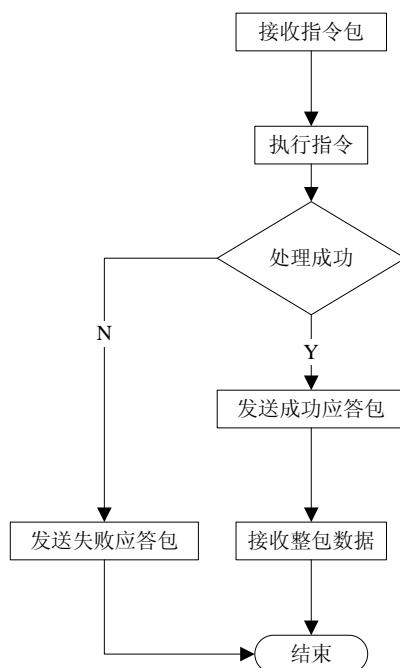 接收指令包
执行指令
处理成功
N
Y
发送成功应答包
发送失败应答包
接收整包数据
结束